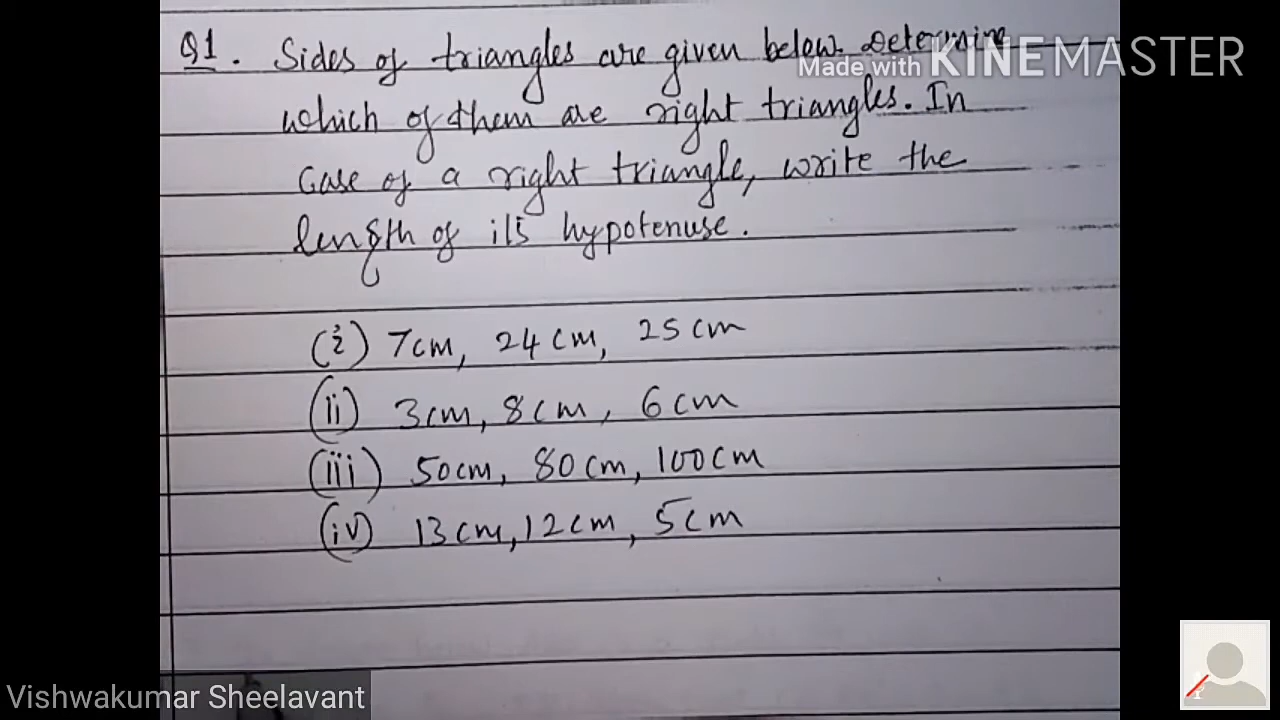 Q1. Sides of triangles are given below. Determine
Made with KINEMASTER
which of them are right triangles. In
case of a right triangle, write the
length of its hypotenuse.
(i) 7cm, 24cm, 25cm
(ii) 3cm, 8cm, 6cm
(iii) 50cm, 80cm, 100cm
(iv) 13cm, 12cm, 5cm
Vishwakumar Sheelavant